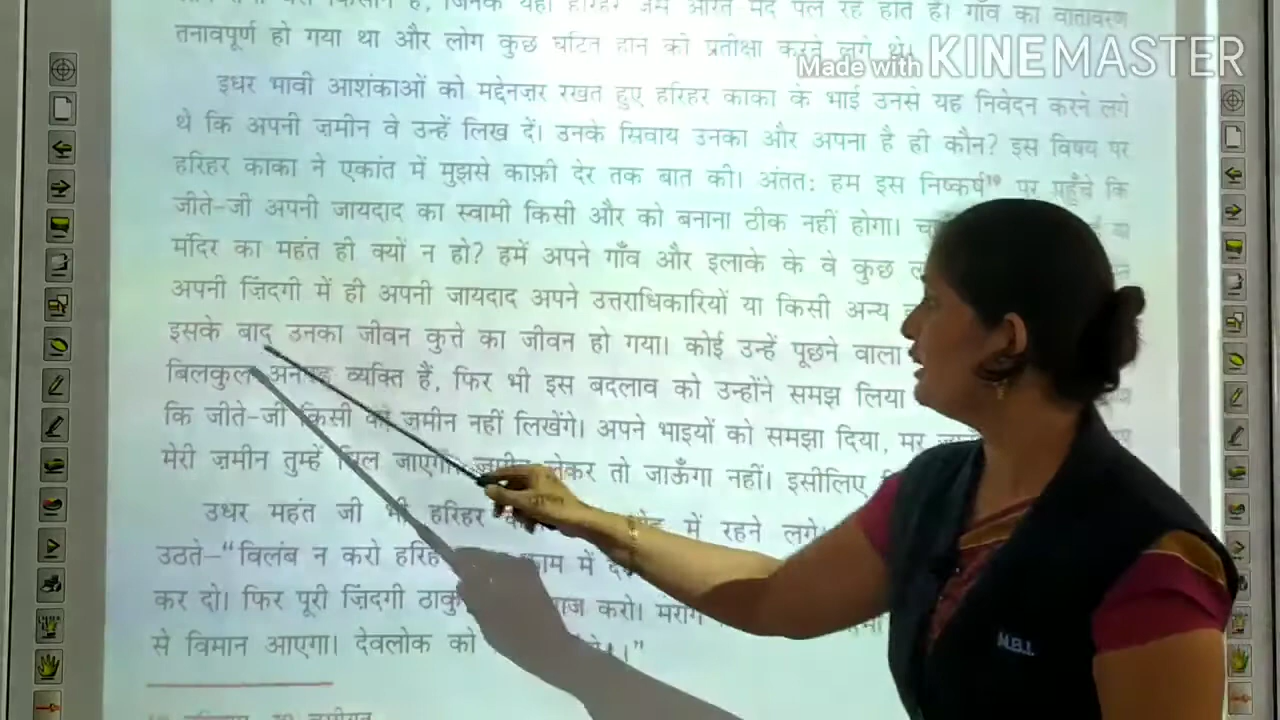 गाँव का वातावरण
तनावपूर्ण हो गया था और लोग कुछ घटित होने की प्रतीक्षा करने लगे थे।
Made with KINEMASTER
इधर भावी आशंकाओं को मद्देनज़र रखते हुए हरिहर काका के भाई उनसे यह निवेदन करने लगे
थे कि अपनी ज़मीन वे उन्हें लिख दें। उनके सिवाय उनका और अपना है ही कौन? इस विषय पर
हरिहर काका ने एकांत में मुझसे काफ़ी देर तक बात की। अंतत: हम इस निष्कर्ष¹⁹ पर पहुँचे कि
जीते-जी अपनी जायदाद का स्वामी किसी और को बनाना ठीक नहीं होगा।
मंदिर का महंत ही क्यों न हो? हमें अपने गाँव और इलाके के वे कुछ
अपनी ज़िंदगी में ही अपनी जायदाद अपने उत्तराधिकारियों या किसी अन्य
इसके बाद उनका जीवन कुत्ते का जीवन हो गया। कोई उन्हें पूछने वाला
बिलकुल अनपढ़ व्यक्ति हैं, फिर भी इस बदलाव को उन्होंने समझ लिया
कि जीते-जी किसी को ज़मीन नहीं लिखेंगे। अपने भाइयों को समझा दिया, मर
मेरी ज़मीन तुम्हें मिल जाएगी। ज़मीन लेकर तो जाऊँगा नहीं। इसीलिए
उधर महंत जी भी हरिहर में रहने लगे।
उठते–“विलंब न करो हरिहर काम में
कर दो। फिर पूरी ज़िंदगी राज करो। मरोगे
से विमान आएगा। देवलोक को
M.B.I.